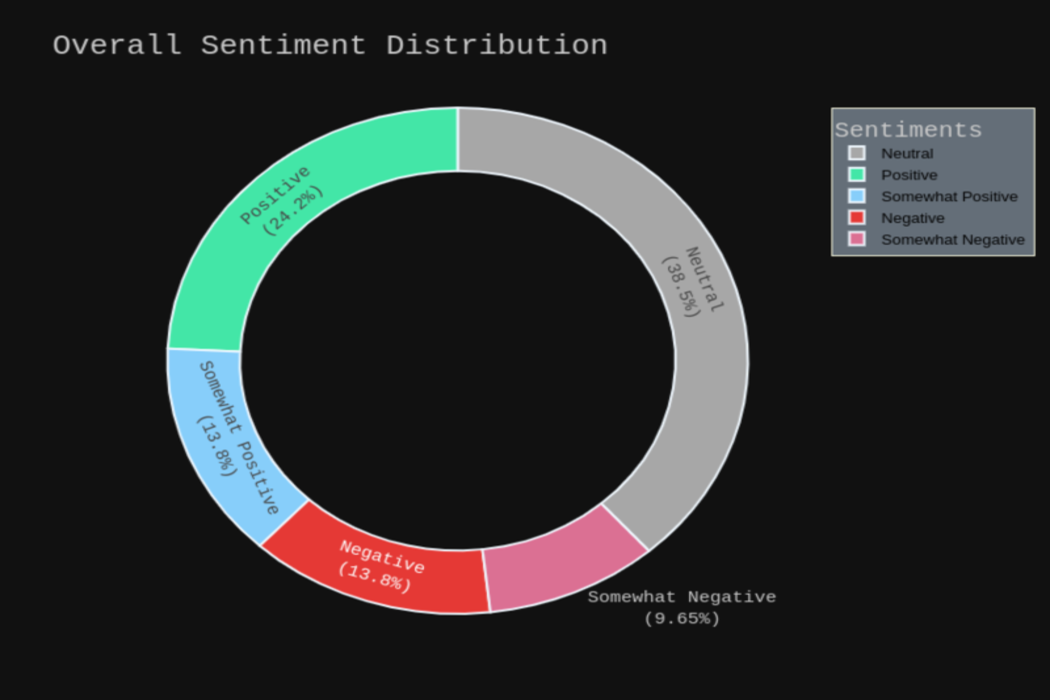 Overall Sentiment Distribution
Sentiments
Neutral
Positive
Somewhat Positive
Negative
Somewhat Negative
Positive
(24.2%)
Neutral
(38.5%)
Somewhat Positive
(13.8%)
Negative
(13.8%)
Somewhat Negative
(9.65%)